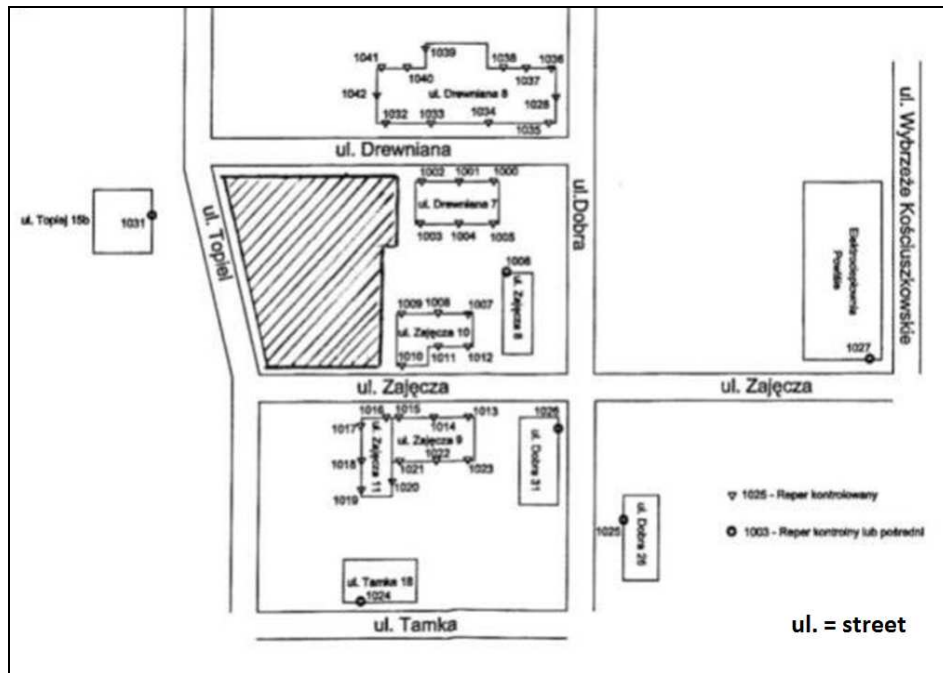 1039
1041
1038
1036
1040
1037
1042
ul. Drewniana 8
1028
1032
1033
1034
1035
ul. Drewniana
1002
1001
1000
ul. Drewniana 7
1003
1004
1005
ul. Topiel 15b
1031
ul. Topiel
ul.Dobra
ul. Wybrzeże Kościuszkowskie
1006
ul. Zajęcza 8
Elektrociepłownia
Powiśle
1027
1009
1008
1007
ul. Zajęcza 10
1010
1011
1012
ul. Zajęcza
ul. Zajęcza
1016
1015
1013
1017
1014
ul. Zajęcza 9
1022
1018
1021
1023
1020
1019
ul. Zajęcza 11
1026
ul. Dobra 31
1025
ul. Dobra 26
1025 - Reper kontrolowany
1003 - Reper kontrolny lub pośredni
ul. Tamka 18
1024
ul. Tamka
ul. = street